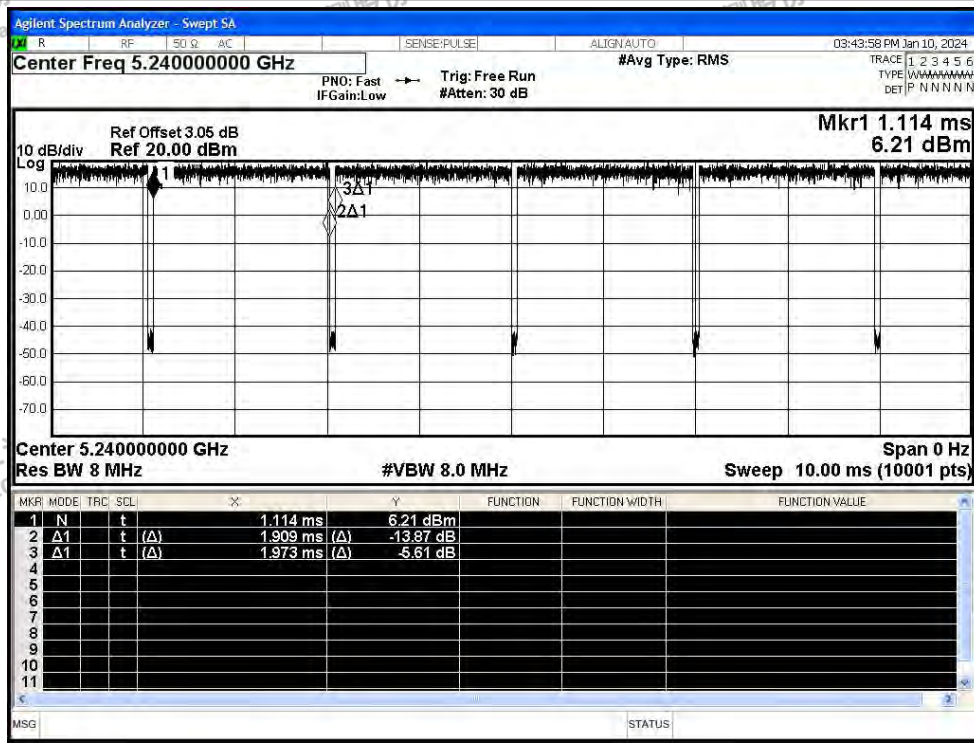 Agilent Spectrum Analyzer - Swept SA
R RF 50 Ω AC SENSE:PULSE ALIGN AUTO 03:43:58 PM Jan 10, 2024
Center Freq 5.240000000 GHz #Avg Type: RMS TRACE 1 2 3 4 5 6
PNO: Fast Trig: Free Run TYPE
IFGain:Low #Atten: 30 dB DET P N N N N N
Mkr1 1.114 ms
Ref Offset 3.05 dB
10 dB/div Ref 20.00 dBm 6.21 dBm
Log
1
10.0
3Δ1
0.00
2Δ1
-10.0
-20.0
-30.0
-40.0
-50.0
-60.0
-70.0
Center 5.240000000 GHz Span 0 Hz
Res BW 8 MHz #VBW 8.0 MHz Sweep 10.00 ms (10001 pts)
MKR MODE TRC SCL X Y FUNCTION FUNCTION WIDTH FUNCTION VALUE
1 N t 1.114 ms 6.21 dBm
2 Δ1 t (Δ) 1.909 ms (Δ) -13.87 dB
3 Δ1 t (Δ) 1.973 ms (Δ) -5.61 dB
4
5
6
7
8
9
10
11
MSG STATUS